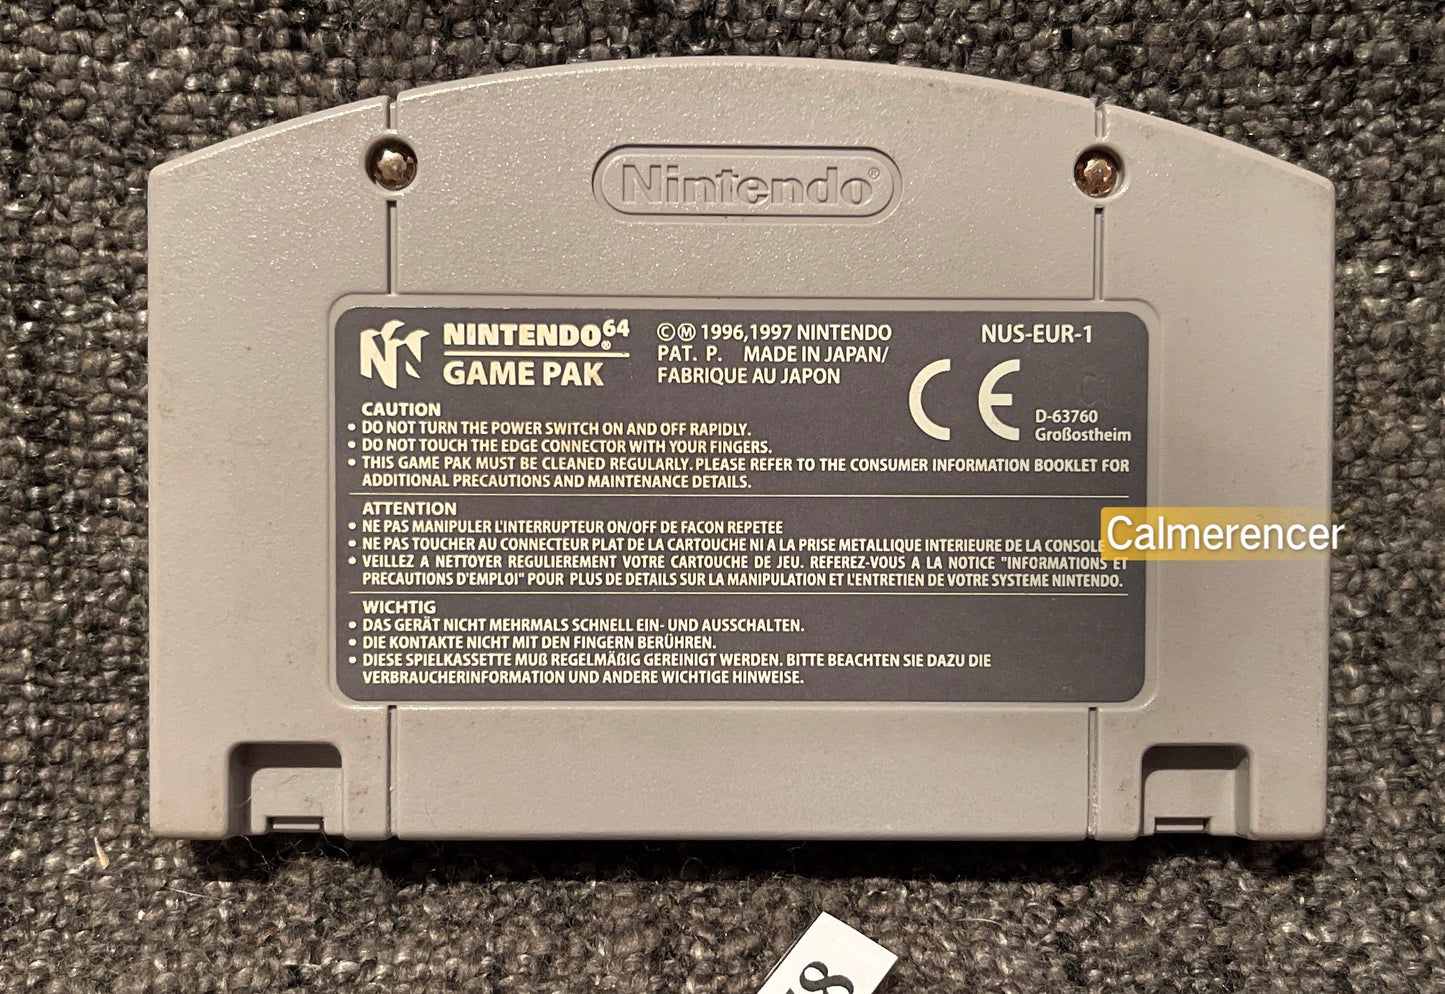 Nintendo®
NINTENDO®64
GAME PAK
©Ⓜ 1996,1997 NINTENDO
PAT. P. MADE IN JAPAN/
FABRIQUE AU JAPON
NUS-EUR-1
CE
D-63760
Großostheim
CAUTION
• DO NOT TURN THE POWER SWITCH ON AND OFF RAPIDLY.
• DO NOT TOUCH THE EDGE CONNECTOR WITH YOUR FINGERS.
• THIS GAME PAK MUST BE CLEANED REGULARLY. PLEASE REFER TO THE CONSUMER INFORMATION BOOKLET FOR
ADDITIONAL PRECAUTIONS AND MAINTENANCE DETAILS.
ATTENTION
• NE PAS MANIPULER L'INTERRUPTEUR ON/OFF DE FACON REPETEE
• NE PAS TOUCHER AU CONNECTEUR PLAT DE LA CARTOUCHE NI A LA PRISE METALLIQUE INTERIEURE DE LA CONSOLE
• VEILLEZ A NETTOYER REGULIEREMENT VOTRE CARTOUCHE DE JEU. REFEREZ-VOUS A LA NOTICE "INFORMATIONS ET
PRECAUTIONS D'EMPLOI" POUR PLUS DE DETAILS SUR LA MANIPULATION ET L'ENTRETIEN DE VOTRE SYSTEME NINTENDO.
Calmerencer
WICHTIG
• DAS GERÄT NICHT MEHRMALS SCHNELL EIN- UND AUSSCHALTEN.
• DIE KONTAKTE NICHT MIT DEN FINGERN BERÜHREN.
• DIESE SPIELKASSETTE MUß REGELMÄßIG GEREINIGT WERDEN. BITTE BEACHTEN SIE DAZU DIE
VERBRAUCHERINFORMATION UND ANDERE WICHTIGE HINWEISE.